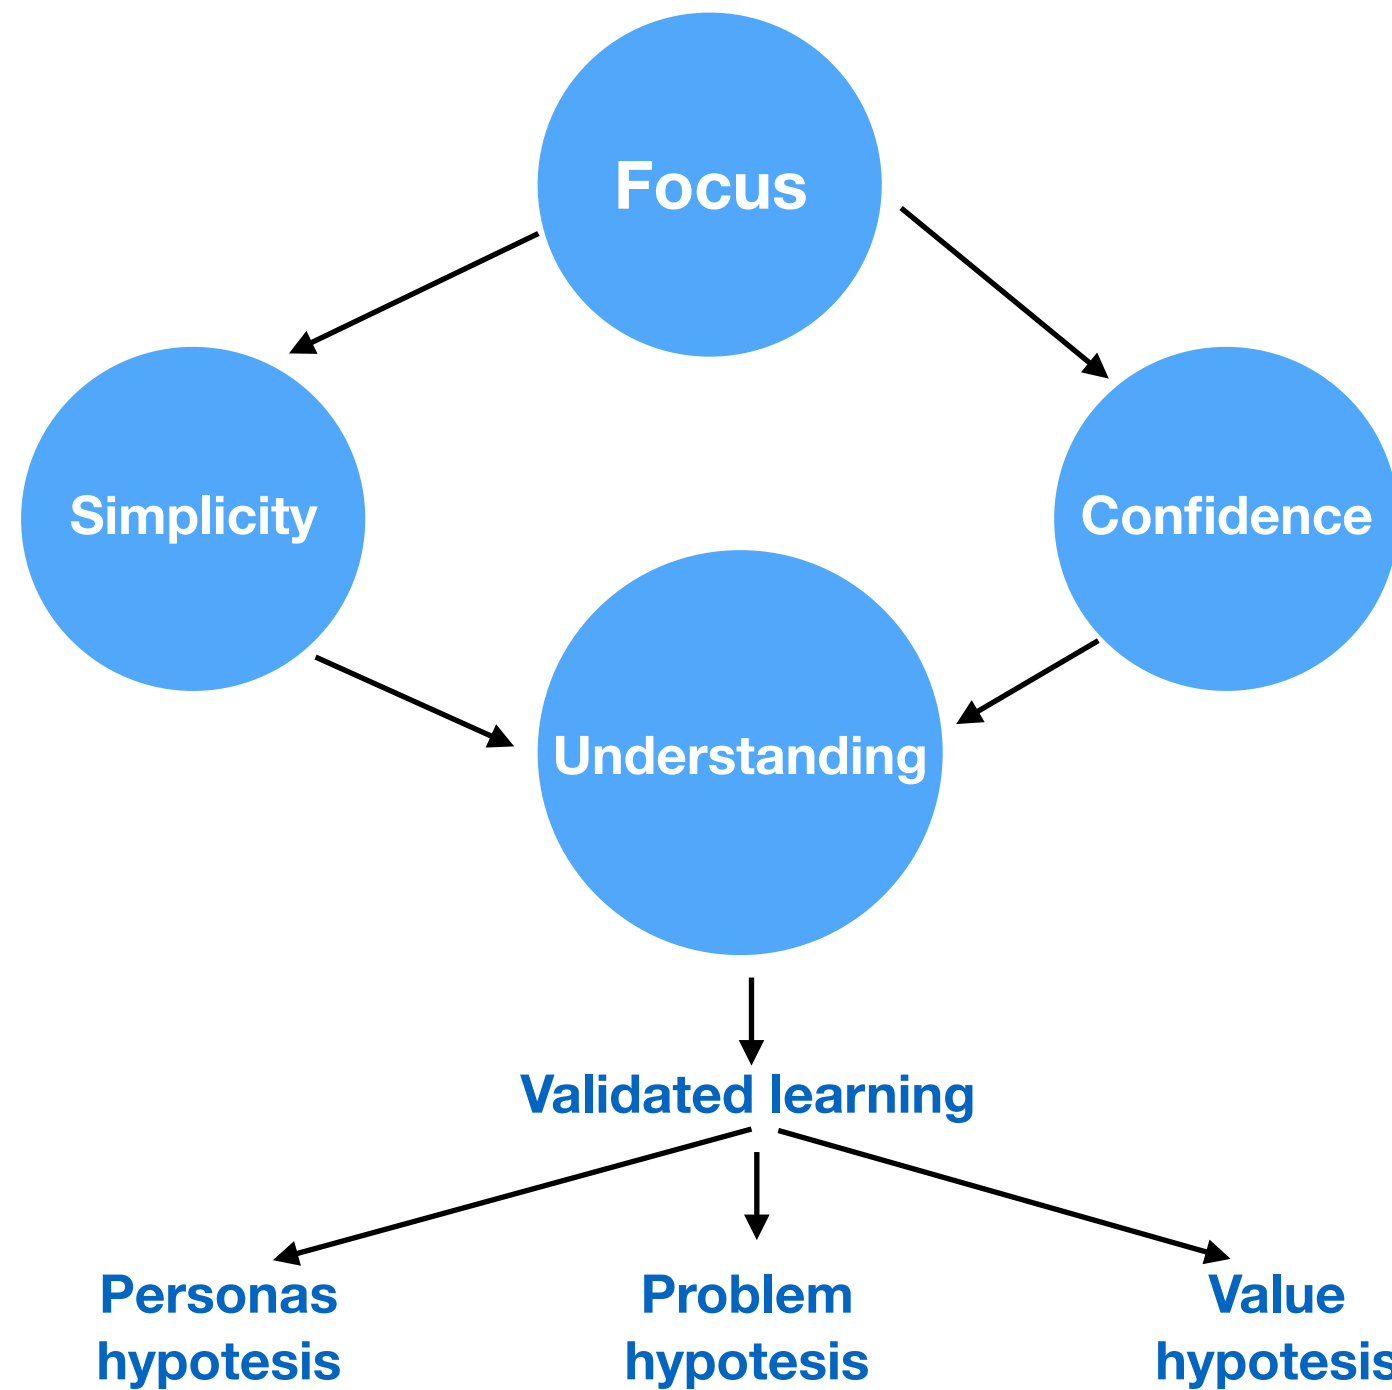 Focus
Simplicity
Confidence
Understanding
Validated learning
Personas
hypotesis
Problem
hypotesis
Value
hypotesis